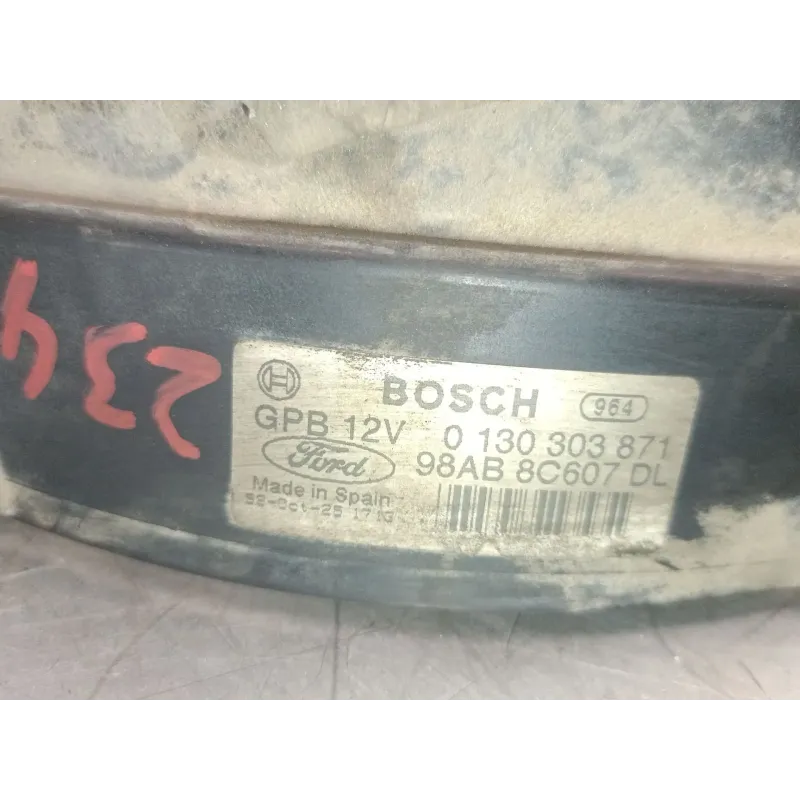 234
BOSCH 964
GPB 12V 0 130 303 871
Ford 98AB 8C607 DL
Made in Spain